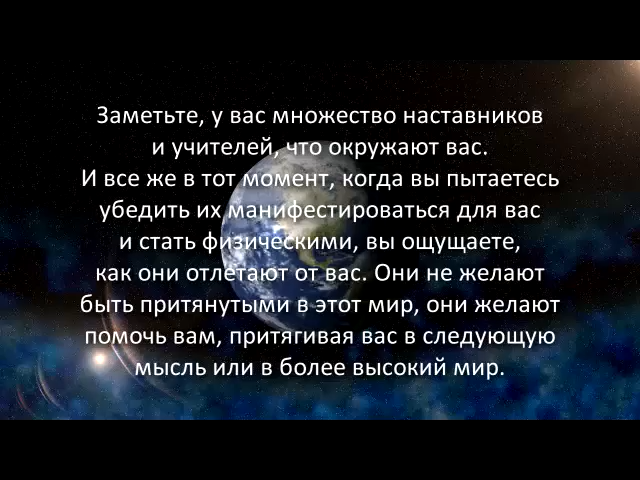 Заметьте, у вас множество наставников
и учителей, что окружают вас.
И все же в тот момент, когда вы пытаетесь
убедить их манифестироваться для вас
и стать физическими, вы ощущаете,
как они отлетают от вас. Они не желают
быть притянутыми в этот мир, они желают
помочь вам, притягивая вас в следующую
мысль или в более высокий мир.